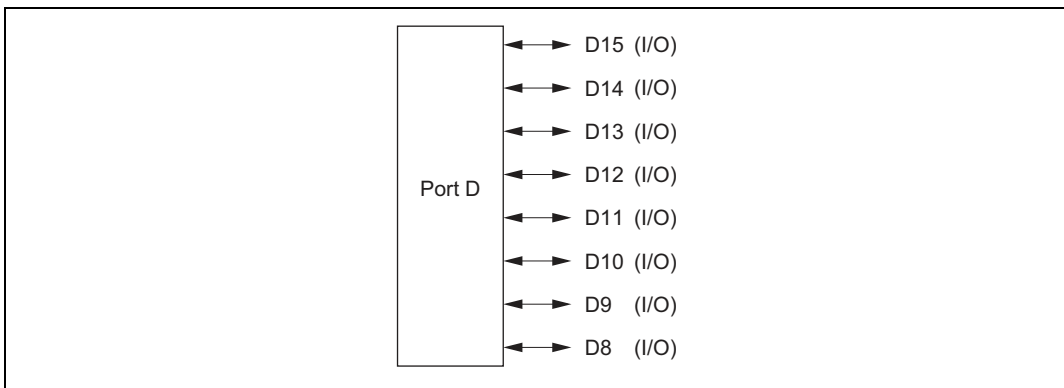 D15 (I/O)
D14 (I/O)
D13 (I/O)
D12 (I/O)
Port D
D11 (I/O)
D10 (I/O)
D9 (I/O)
D8 (I/O)